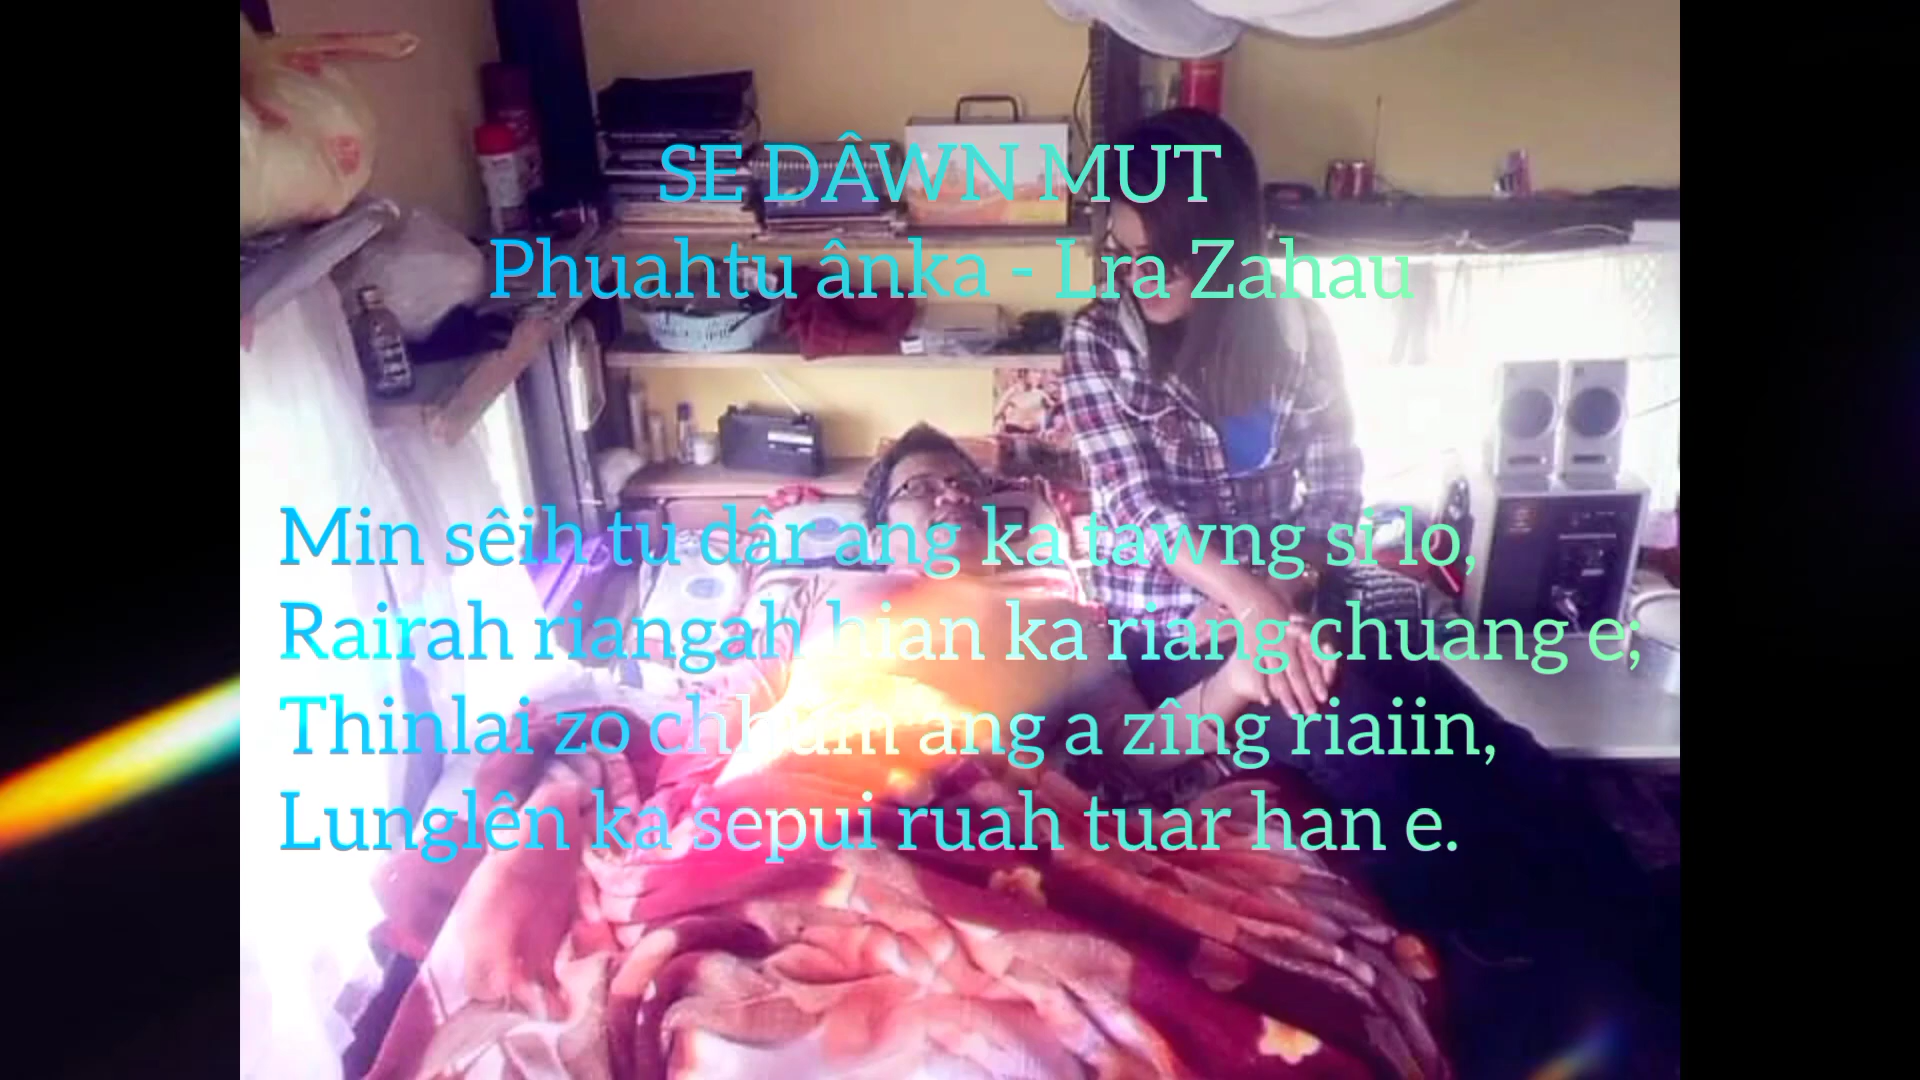 SE DÂWN MUT
Phuahtu ânka - Lra Zahau
Min sêih tu dâr ang ka tawng si lo,
Rairah riangah hian ka riang chuang e;
Thinlai zo chhûm ang a zîng riaiin,
Lunglên ka sepui ruah tuar han e.